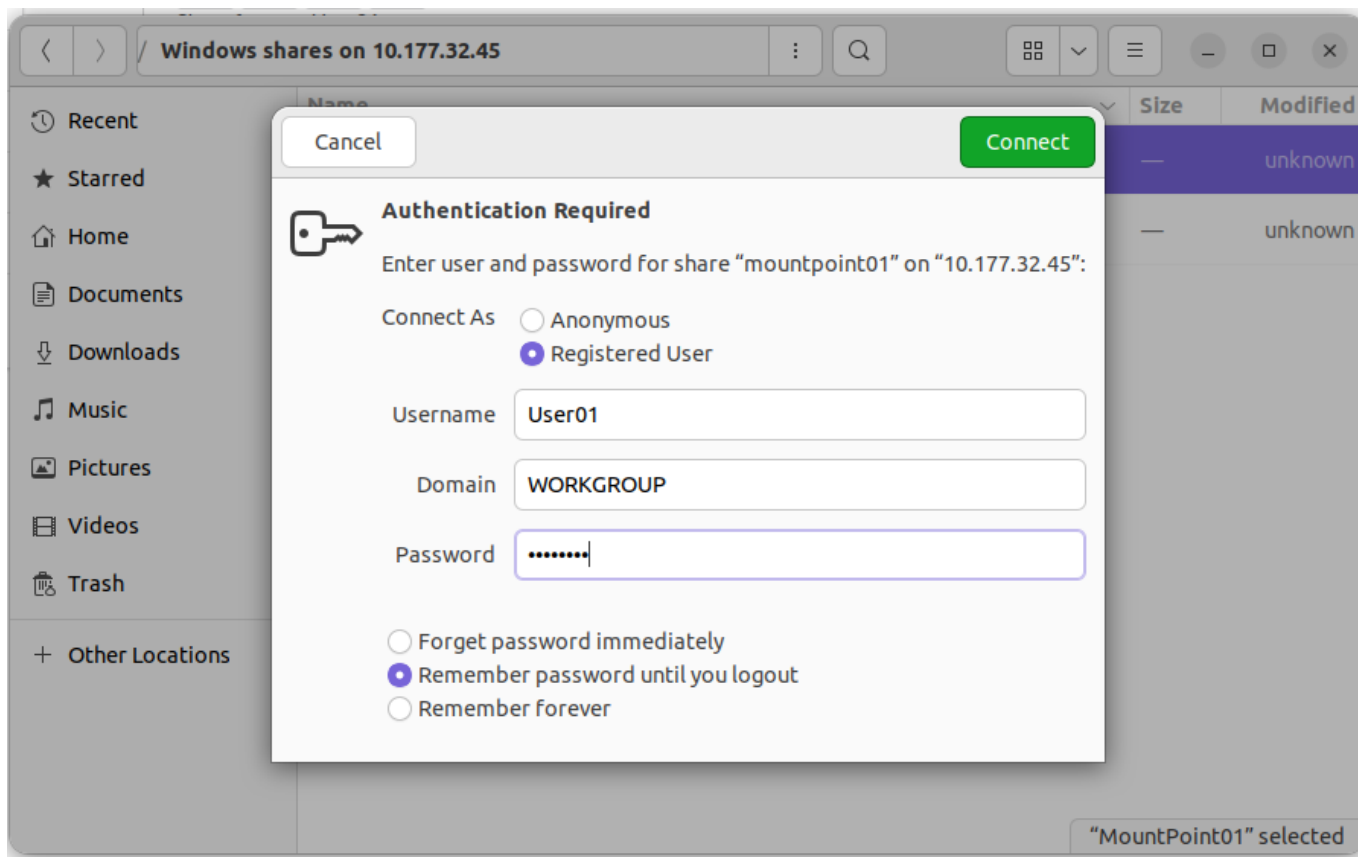 / Windows shares on 10.177.32.45
Name Size Modified
Recent
Starred
Home
Documents
Downloads
Music
Pictures
Videos
Trash
+ Other Locations
Cancel Connect
Authentication Required
Enter user and password for share “mountpoint01” on “10.177.32.45”:
Connect As Anonymous
Registered User
Username User01
Domain WORKGROUP
Password ••••••••
Forget password immediately
Remember password until you logout
Remember forever
— unknown
— unknown
“MountPoint01” selected